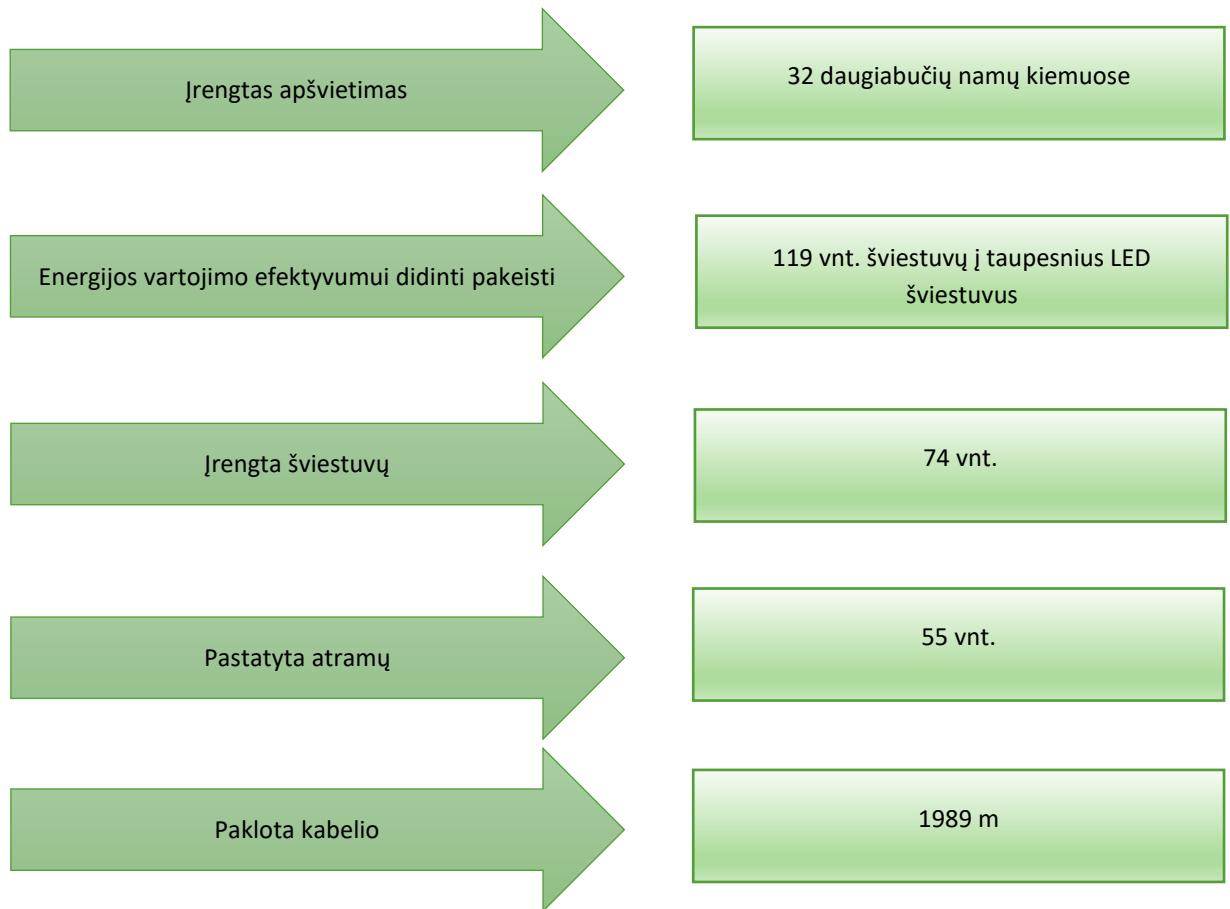 Įrengtas apšvietimas
32 daugiabučių namų kiemuose
Energijos vartojimo efektyvumui didinti pakeisti
119 vnt. šviestuvų į taupesnius LED
šviestuvus
Įrengta šviestuvų
74 vnt.
Pastatyta atramų
55 vnt.
Paklota kabelio
1989 m